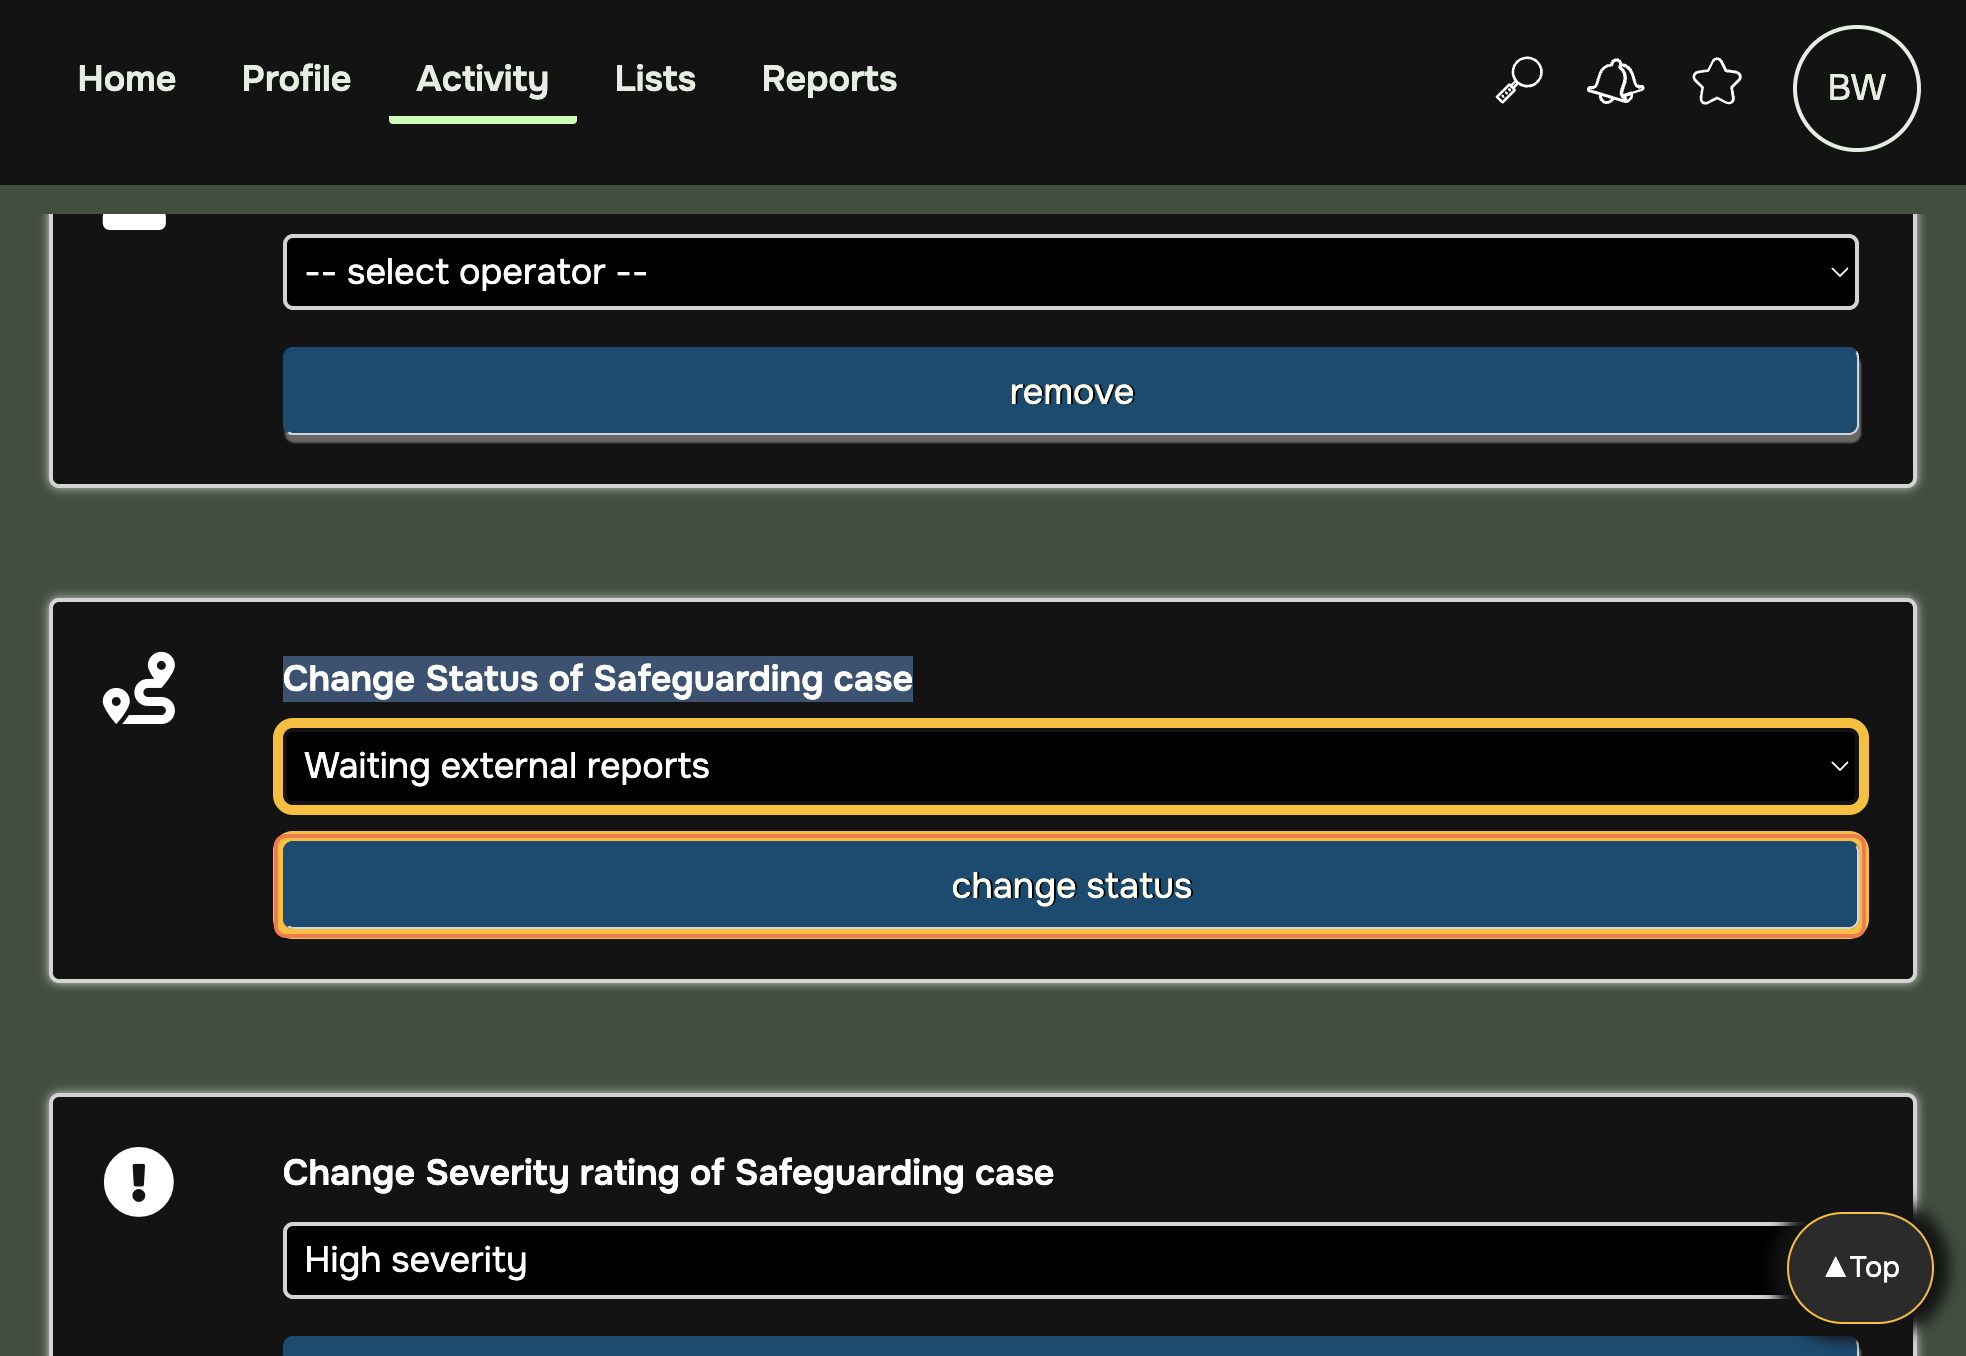 Home Profile Activity Lists Reports BW
-- select operator --
remove
Change Status of Safeguarding case
Waiting external reports
change status
Change Severity rating of Safeguarding case
High severity
▲Top